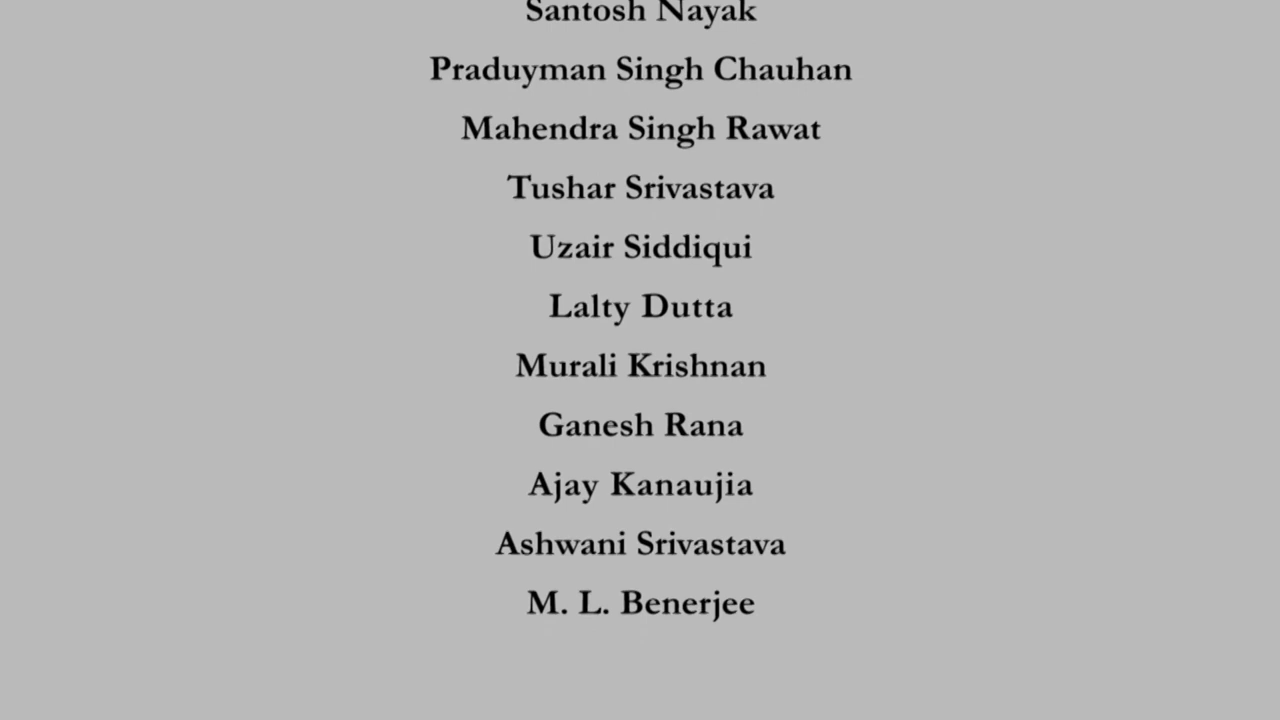 Santosh Nayak
Praduyman Singh Chauhan
Mahendra Singh Rawat
Tushar Srivastava
Uzair Siddiqui
Lalty Dutta
Murali Krishnan
Ganesh Rana
Ajay Kanaujia
Ashwani Srivastava
M. L. Benerjee